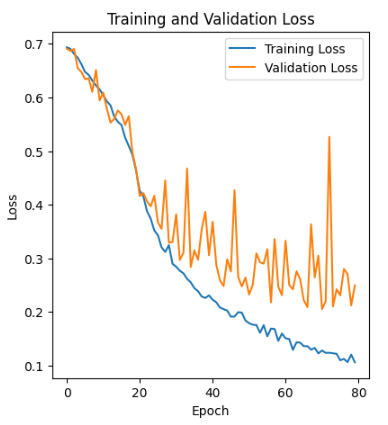 Training and Validation Loss
Training Loss
Validation Loss
Loss
0.7
0.6
0.5
0.4
0.3
0.2
0.1
0 20 40 60 80
Epoch